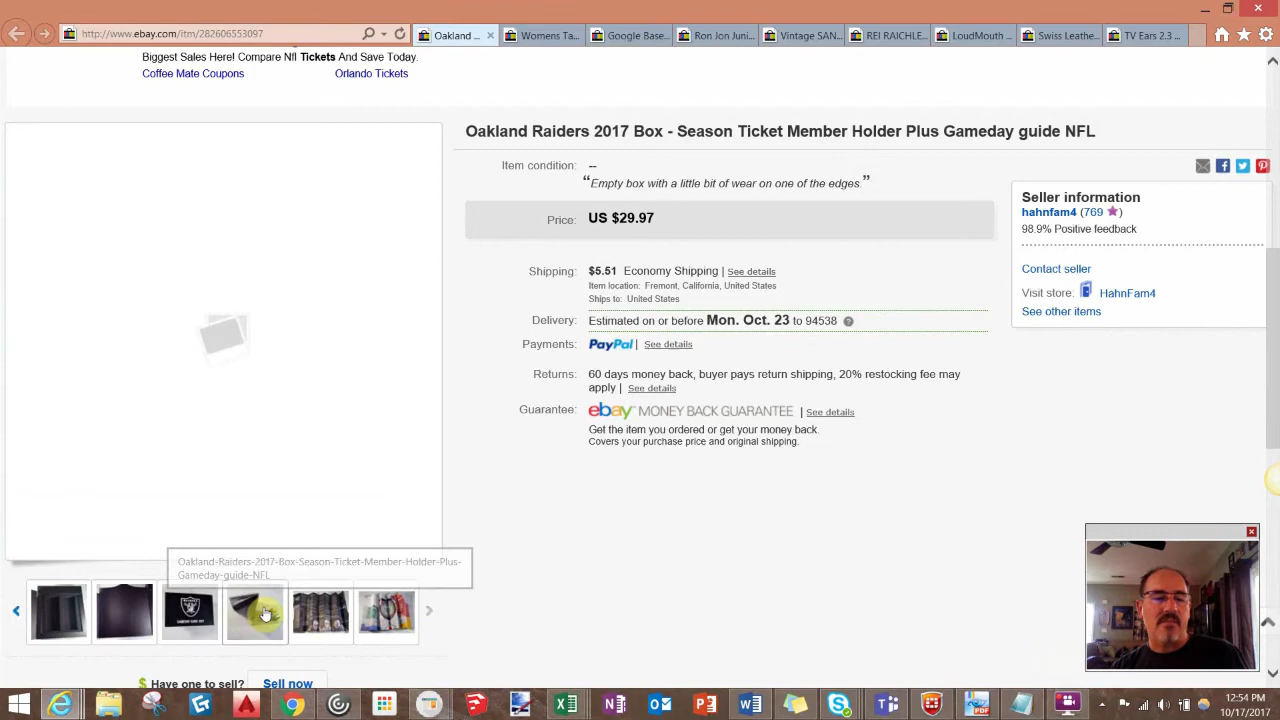 http://www.ebay.com/itm/282606553097
Oakland ...
Womens Ta...
Google Base...
Ron Jon Juni...
Vintage SAN...
REI RAICHLE...
LoudMouth ...
Swiss Leathe...
TV Ears 2.3 ...
Biggest Sales Here! Compare Nfl Tickets And Save Today.
Coffee Mate Coupons
Orlando Tickets
Oakland Raiders 2017 Box - Season Ticket Member Holder Plus Gameday guide NFL
Item condition: --
“Empty box with a little bit of wear on one of the edges.”
Price: US $29.97
Shipping: $5.51 Economy Shipping | See details
Item location: Fremont, California, United States
Ships to: United States
Delivery: Estimated on or before Mon. Oct. 23 to 94538
Payments: PayPal | See details
Returns: 60 days money back, buyer pays return shipping, 20% restocking fee may
apply | See details
Guarantee: ebay MONEY BACK GUARANTEE | See details
Get the item you ordered or get your money back.
Covers your purchase price and original shipping.
Seller information
hahnfam4 (769)
98.9% Positive feedback
Contact seller
Visit store: HahnFam4
See other items
Oakland-Raiders-2017-Box-Season-Ticket-Member-Holder-Plus-
Gameday-guide-NFL
$ Have one to sell? Sell now
12:54 PM
10/17/2017